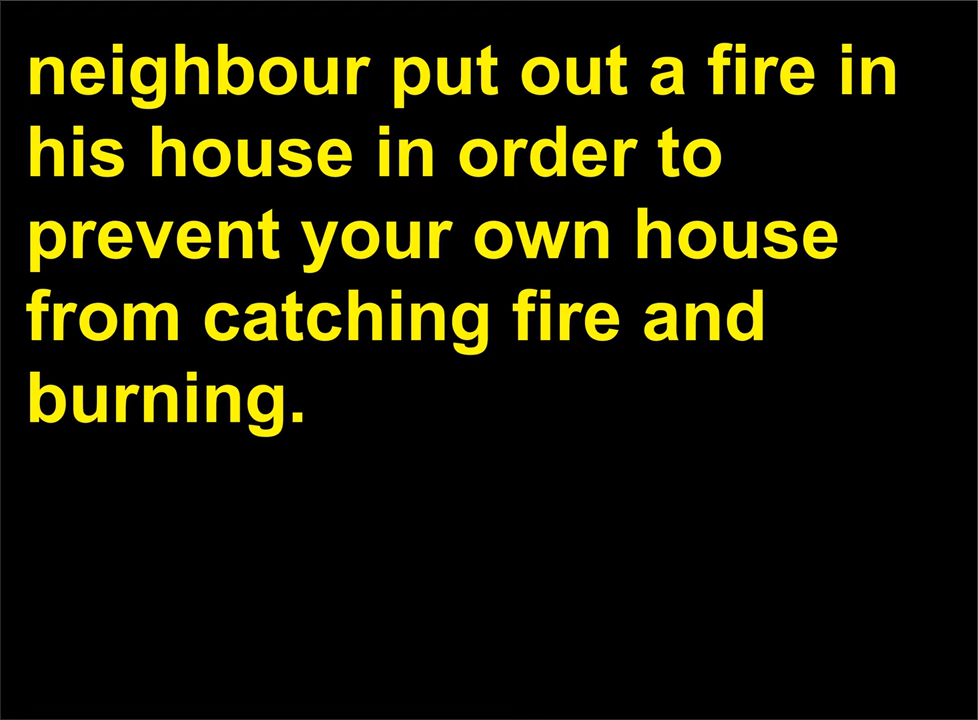 neighbour put out a fire in
his house in order to
prevent your own house
from catching fire and
burning.